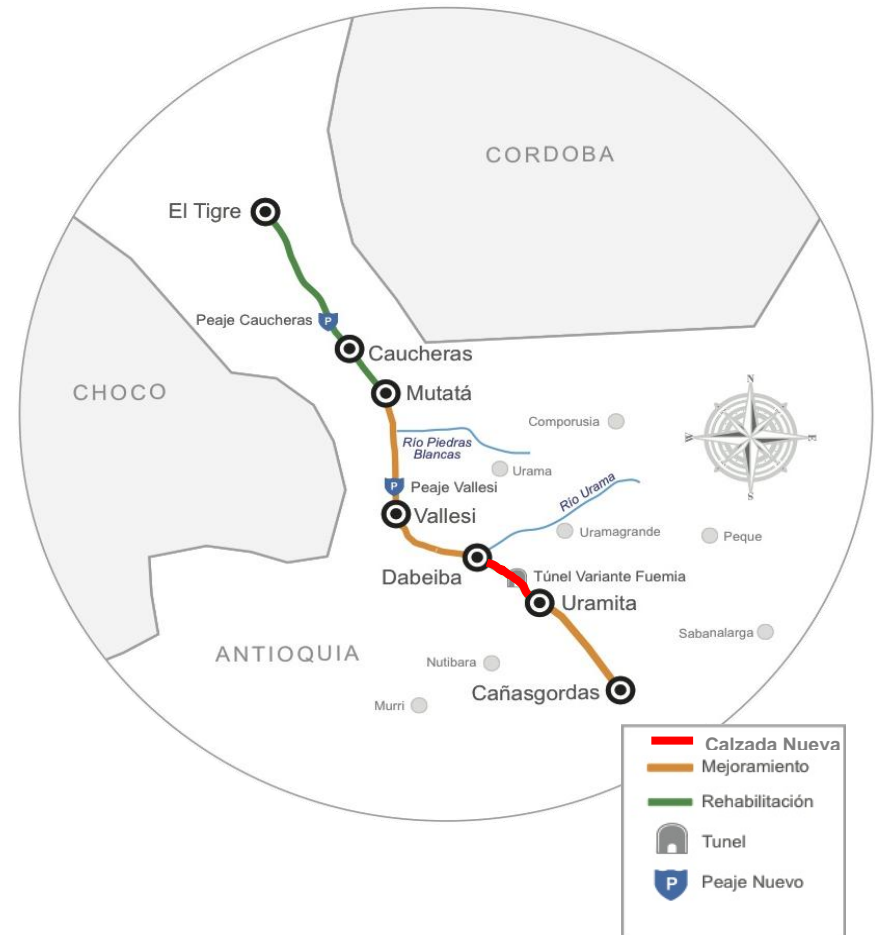 CORDOBA
El Tigre
Peaje Caucheras
P
Caucheras
CHOCO
Mutatá
N
W
E
S
Comporusia
Río Piedras
Blancas
Urama
P
Peaje Vallesi
Río Urama
Vallesi
Uramagrande
Peque
Dabeiba
Túnel Variante Fuemia
Uramita
Sabanalarga
ANTIOQUIA
Nutibara
Cañasgordas
Murri
Calzada Nueva
Mejoramiento
Rehabilitación
Tunel
P
Peaje Nuevo